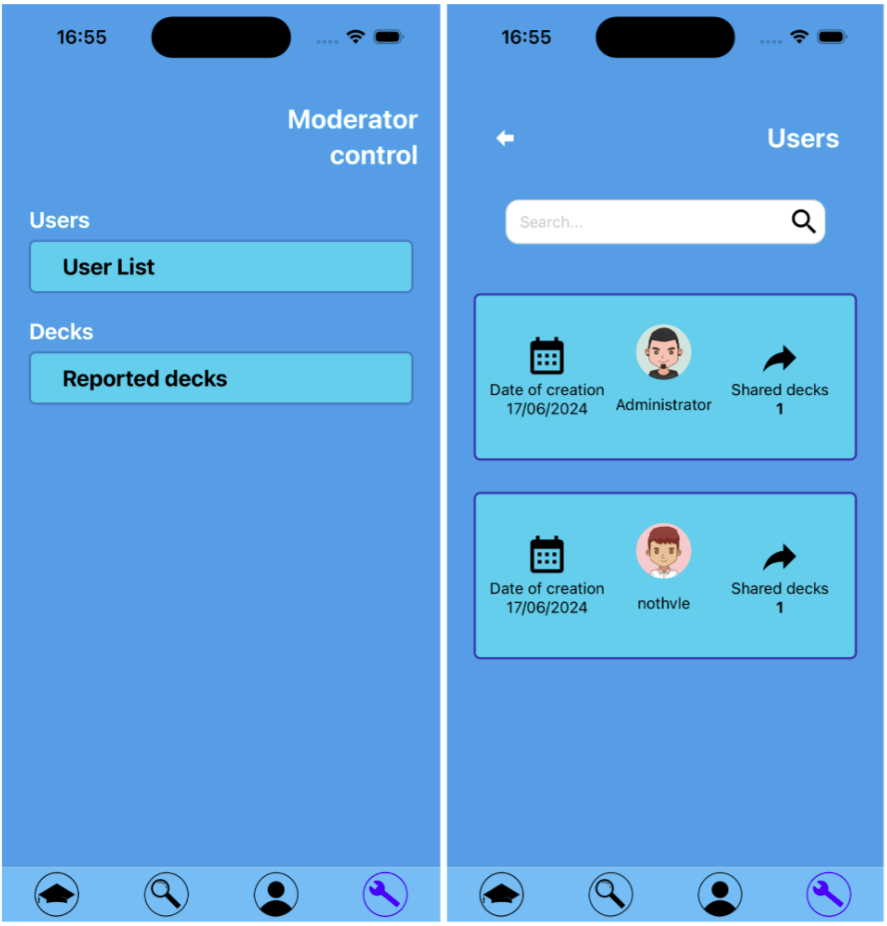 16:55
Moderator
control
Users
User List
Decks
Reported decks
16:55
Users
Search...
Date of creation
17/06/2024
Administrator
Shared decks
1
Date of creation
17/06/2024
nothvle
Shared decks
1